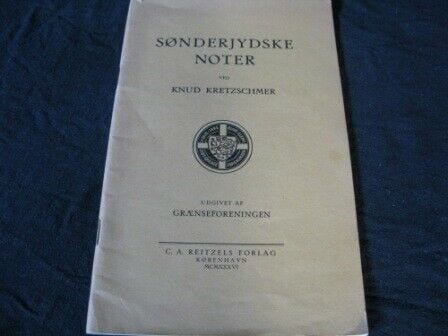 SØNDERJYDSKE
NOTER
VED
KNUD KRETZSCHMER
UDGIVET AF
GRÆNSEFORENINGEN
C. A. REITZELS FORLAG
KØBENHAVN
MCMXXXVI